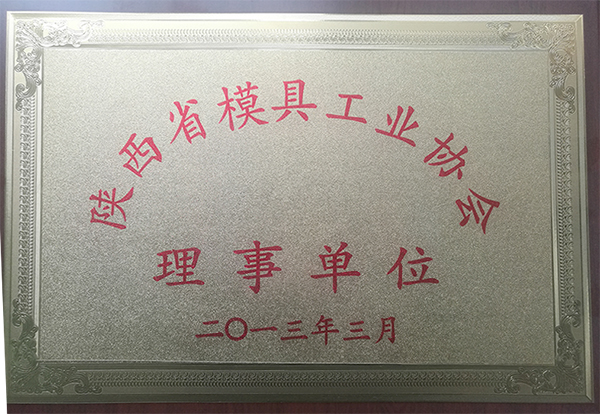 陕西省模具工业协会
理事单位
二〇一三年三月